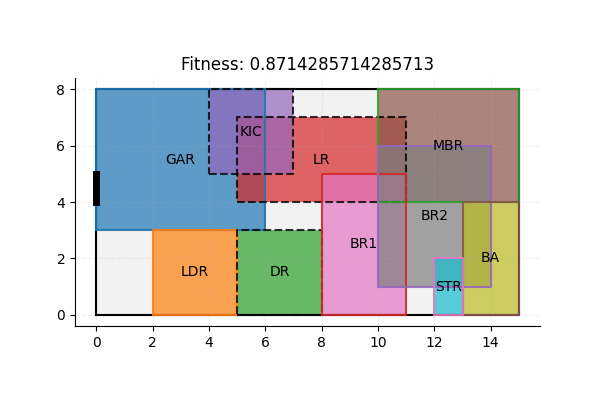 Fitness: 0.8714285714285713
8
6
4
2
0
KIC
GAR
LR
MBR
BR2
BR1
LDR
DR
BA
STR
0 2 4 6 8 10 12 14